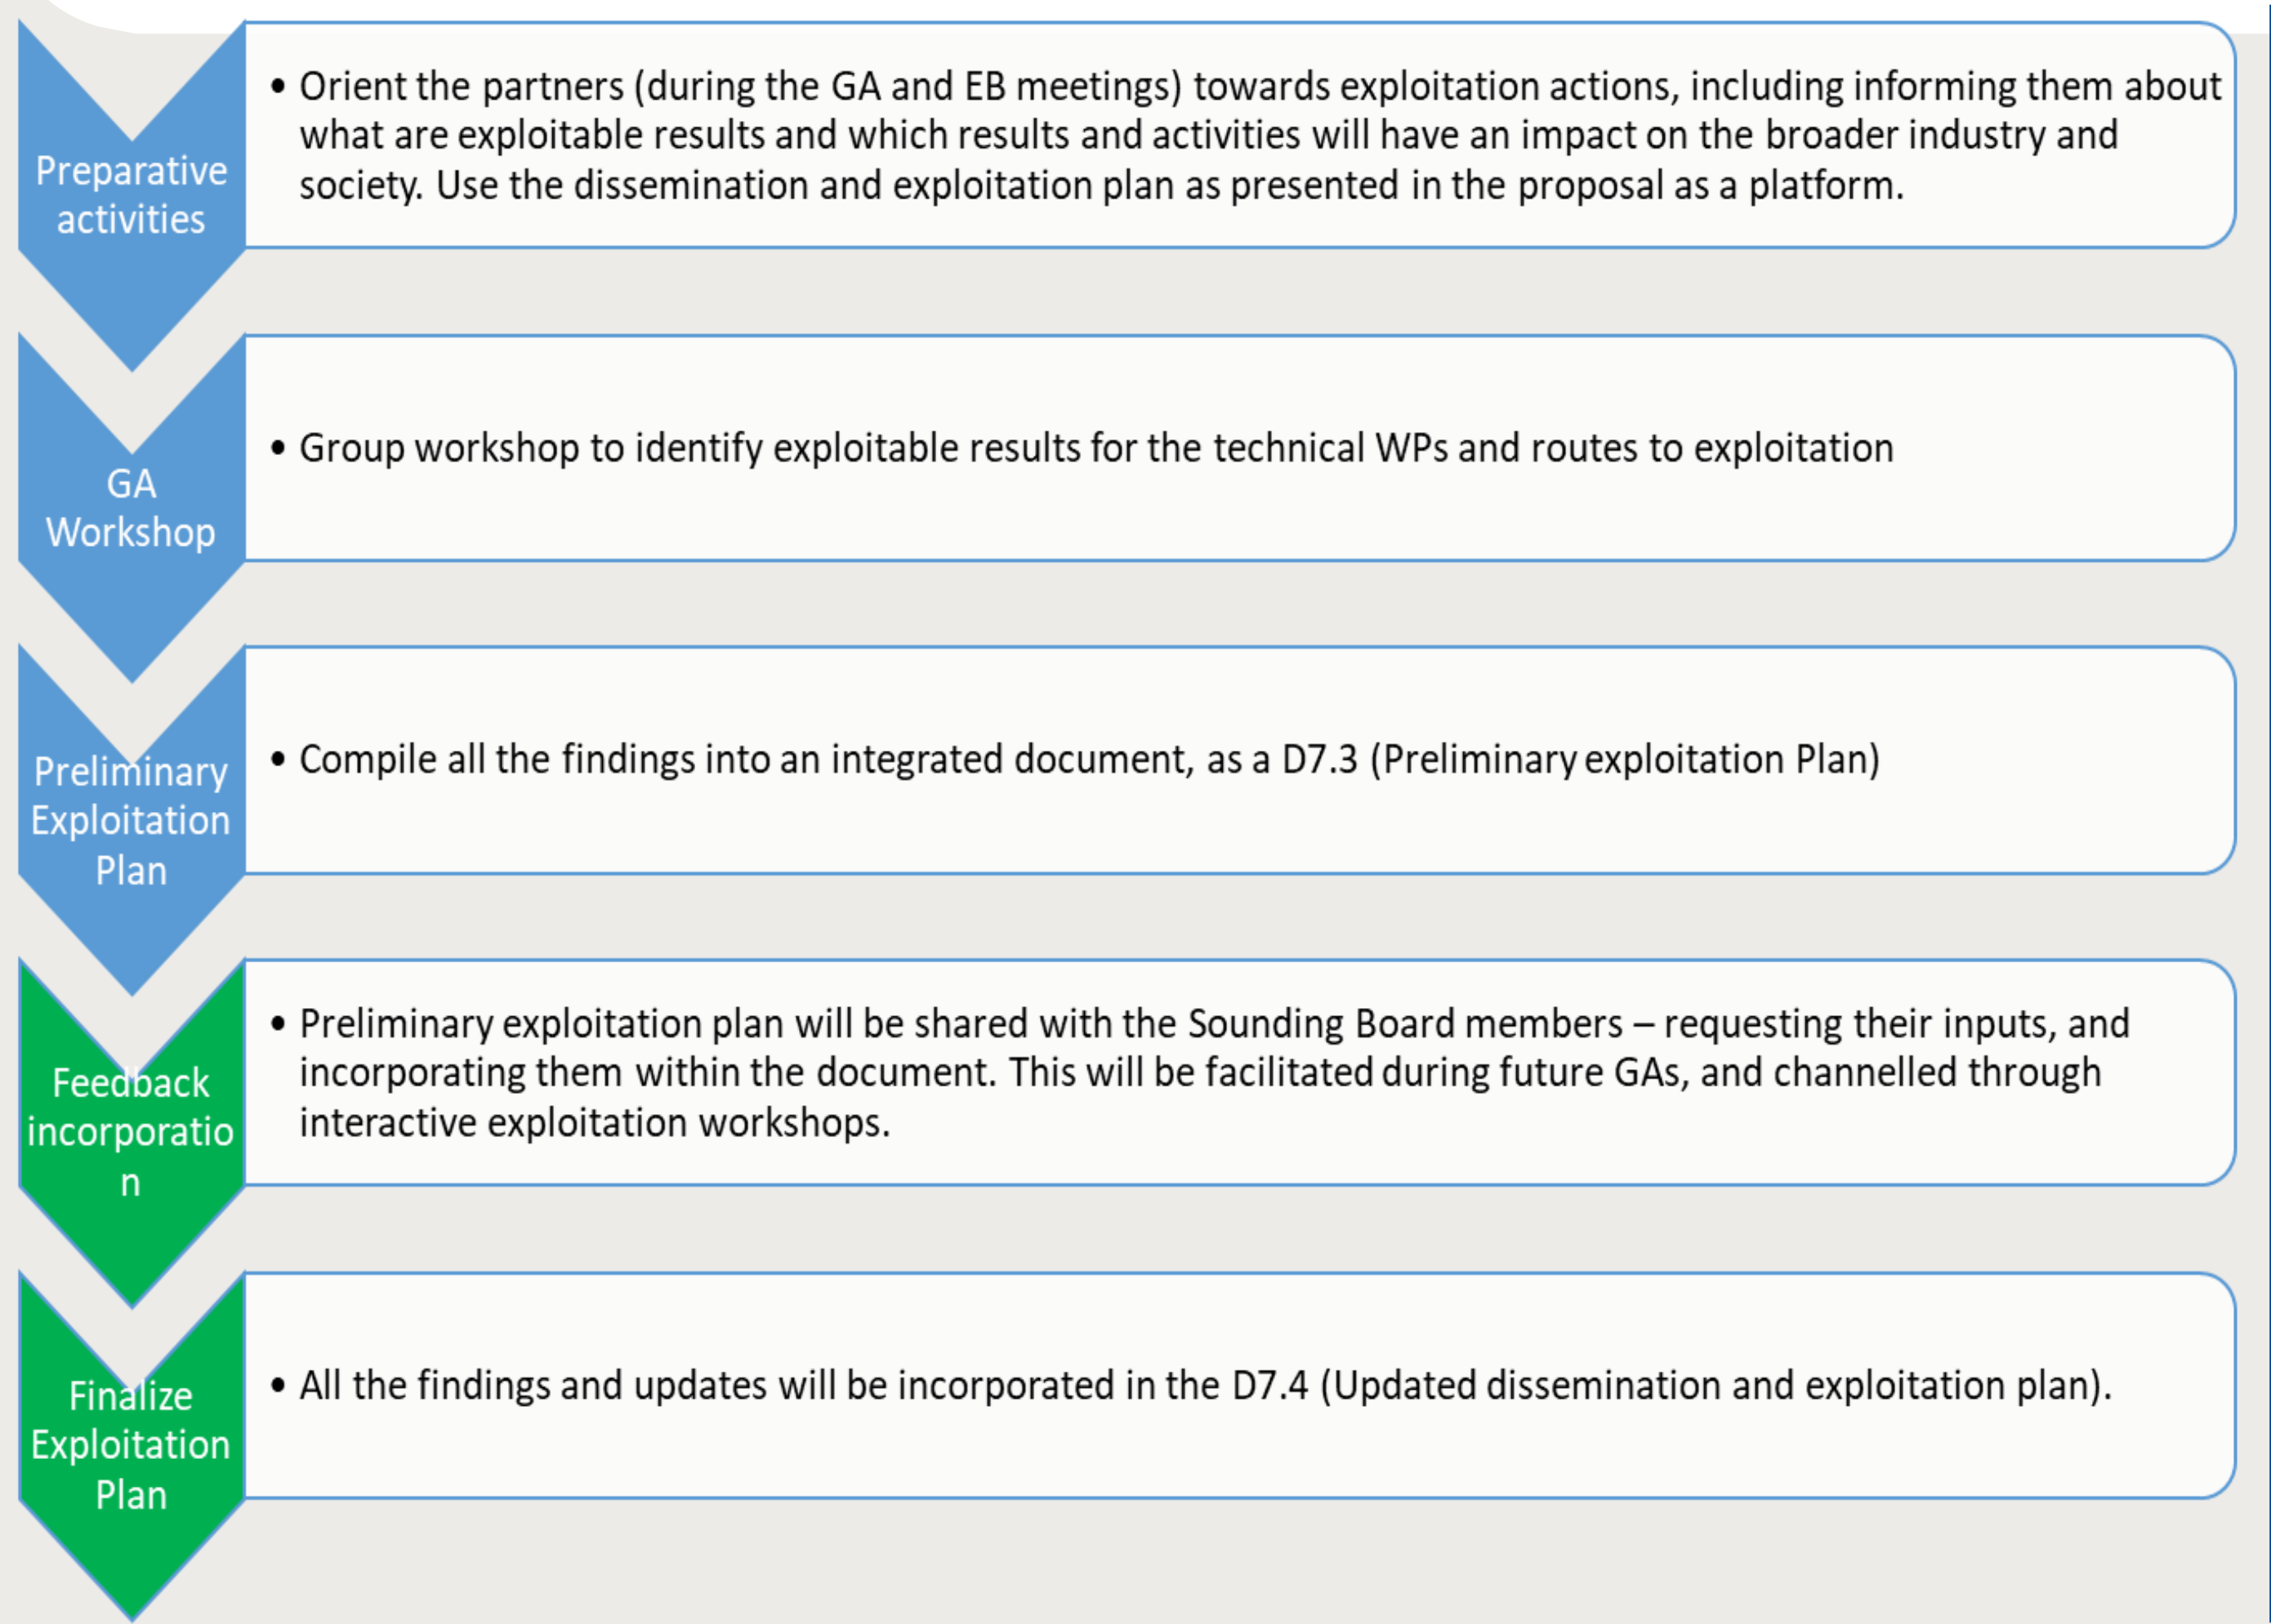 Preparative
activities
• Orient the partners (during the GA and EB meetings) towards exploitation actions, including informing them about
what are exploitable results and which results and activities will have an impact on the broader industry and
society. Use the dissemination and exploitation plan as presented in the proposal as a platform.
GA
Workshop
• Group workshop to identify exploitable results for the technical WPs and routes to exploitation
Preliminary
Exploitation
Plan
• Compile all the findings into an integrated document, as a D7.3 (Preliminary exploitation Plan)
Feedback
incorporatio
n
• Preliminary exploitation plan will be shared with the Sounding Board members – requesting their inputs, and
incorporating them within the document. This will be facilitated during future GAs, and channelled through
interactive exploitation workshops.
Finalize
Exploitation
Plan
• All the findings and updates will be incorporated in the D7.4 (Updated dissemination and exploitation plan).